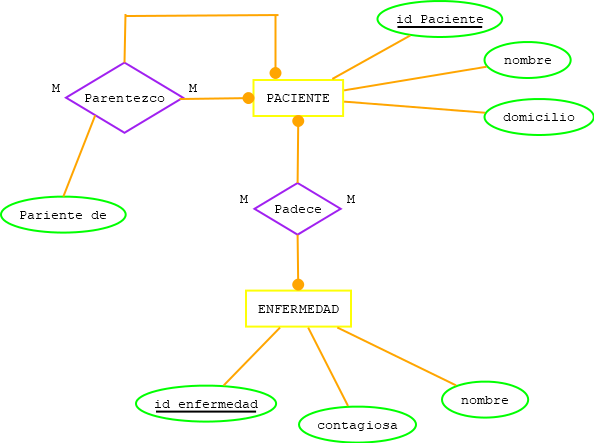 id Paciente
nombre
M
M
Parentezco
PACIENTE
domicilio
M
M
Padece
Pariente de
ENFERMEDAD
id enfermedad
nombre
contagiosa